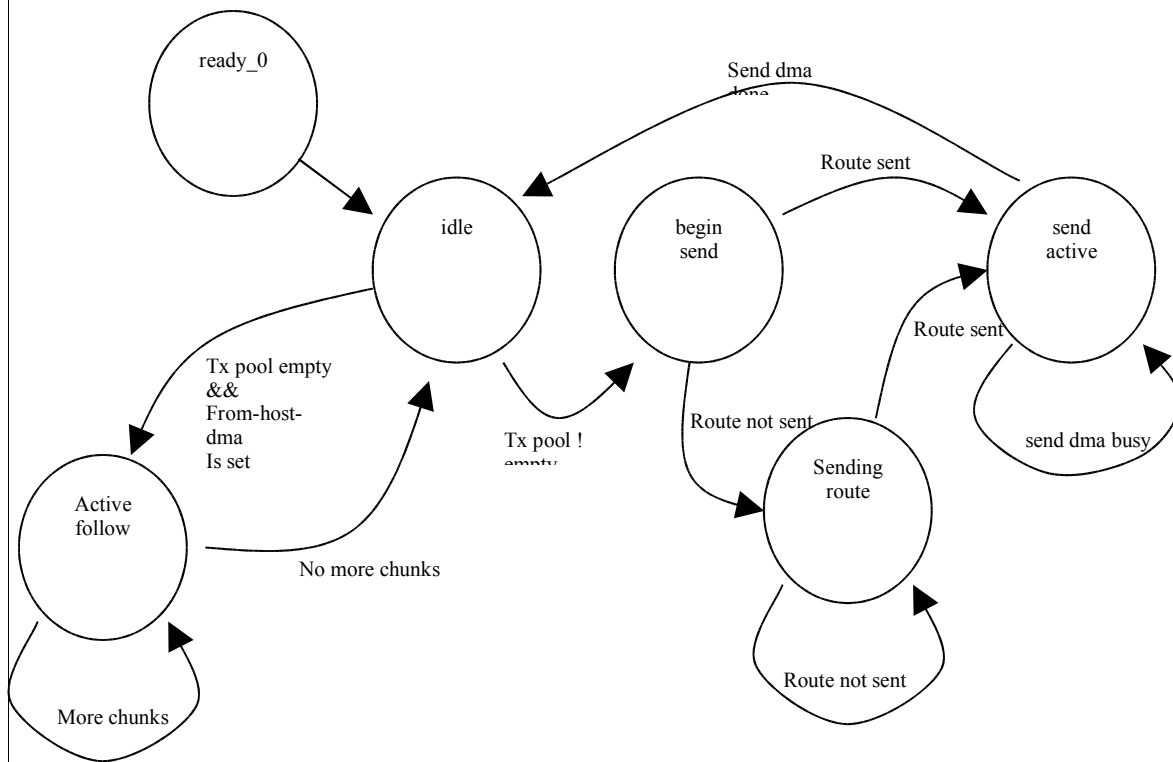 ready_0
Send dma
done
Route sent
idle
begin
send
send
active
Route sent
Tx pool empty
&&
From-host-
dma
Is set
Route not sent
send dma busy
Tx pool !
empty
Sending
route
Active
follow
No more chunks
Route not sent
More chunks